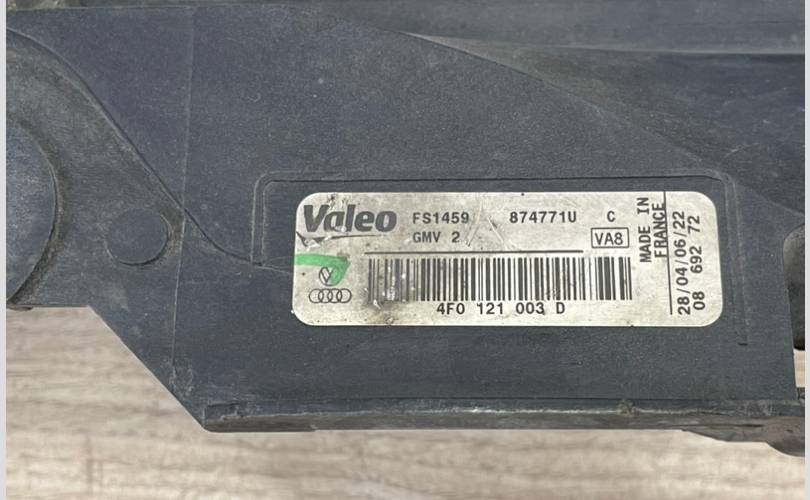 Valeo FS1459 874771U C
GMV 2 VA8
4F0 121 003 D
MADE IN
FRANCE
28/04/06/22
08 692 72